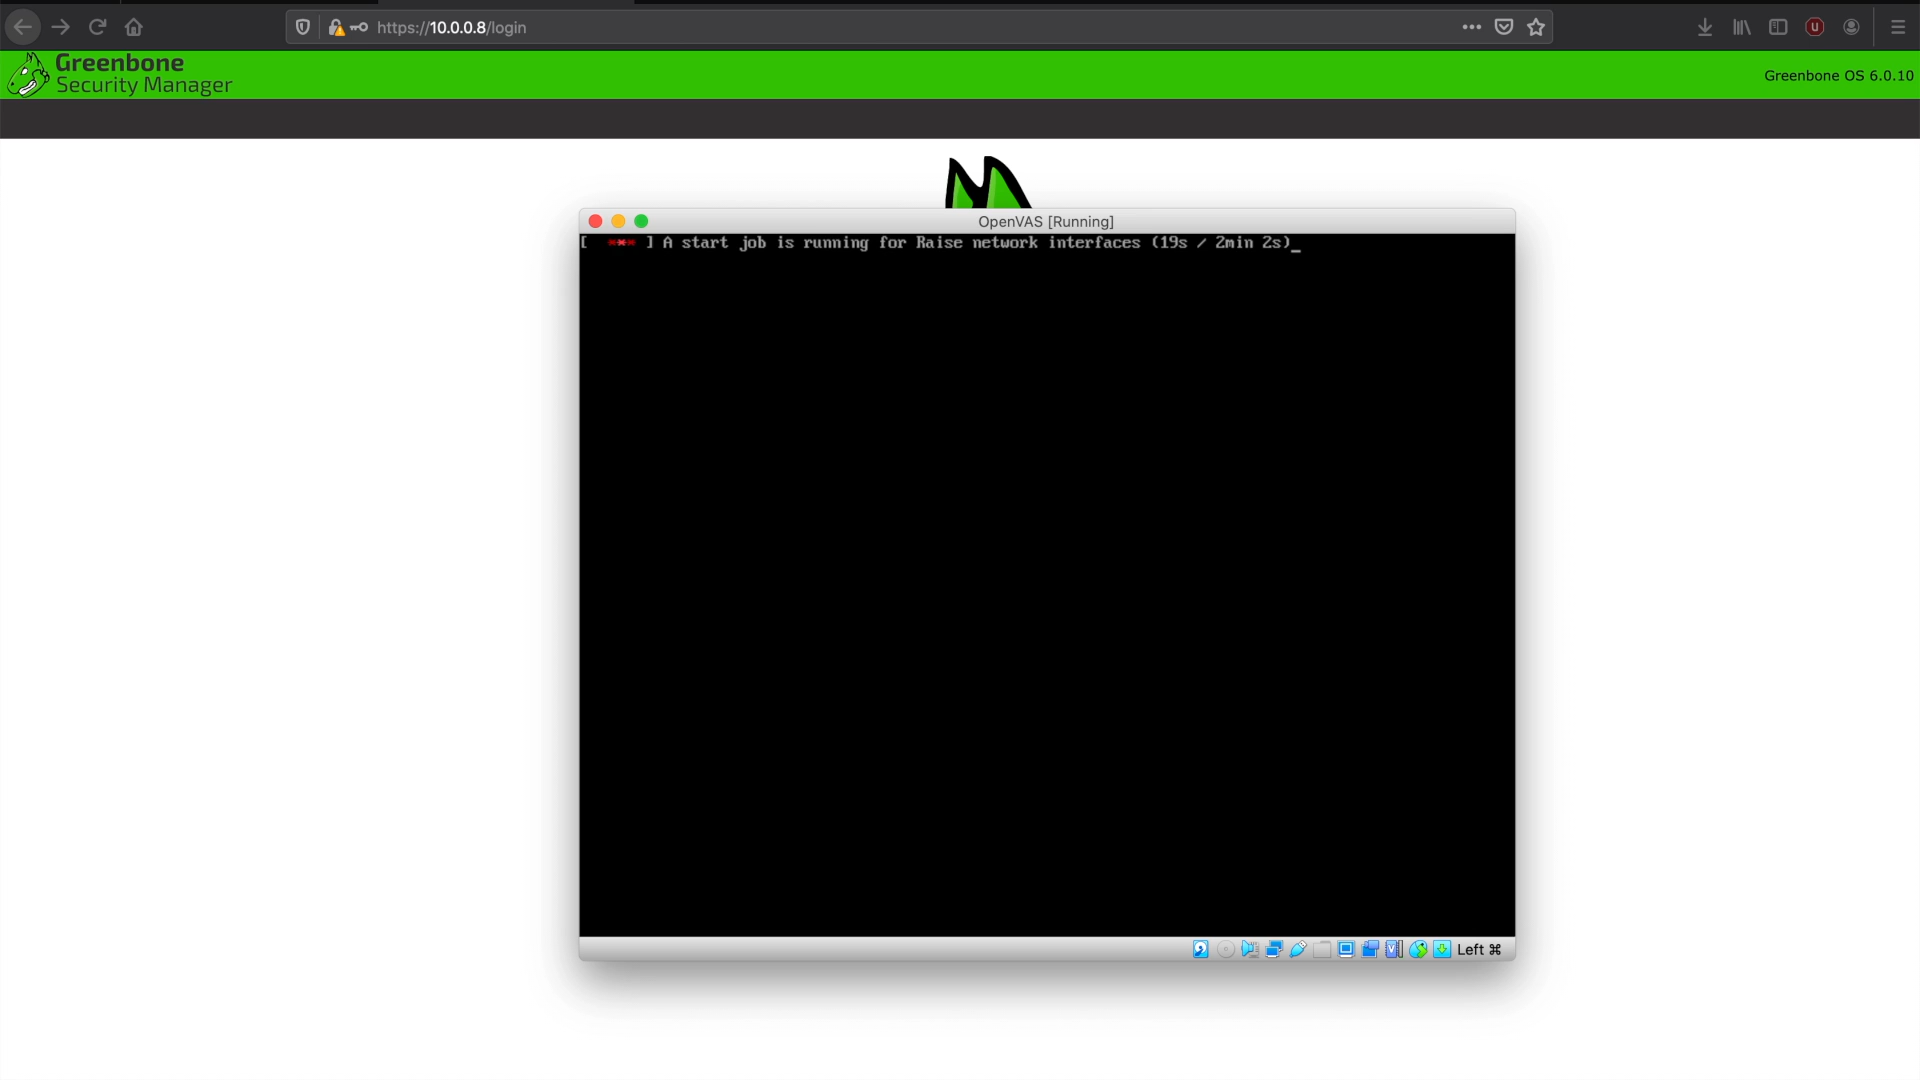 https://10.0.0.8/login
Greenbone
Security Manager
Greenbone OS 6.0.10
OpenVAS [Running]
[  *** ] A start job is running for Raise network interfaces (19s / 2min 2s)_
Left ⌘